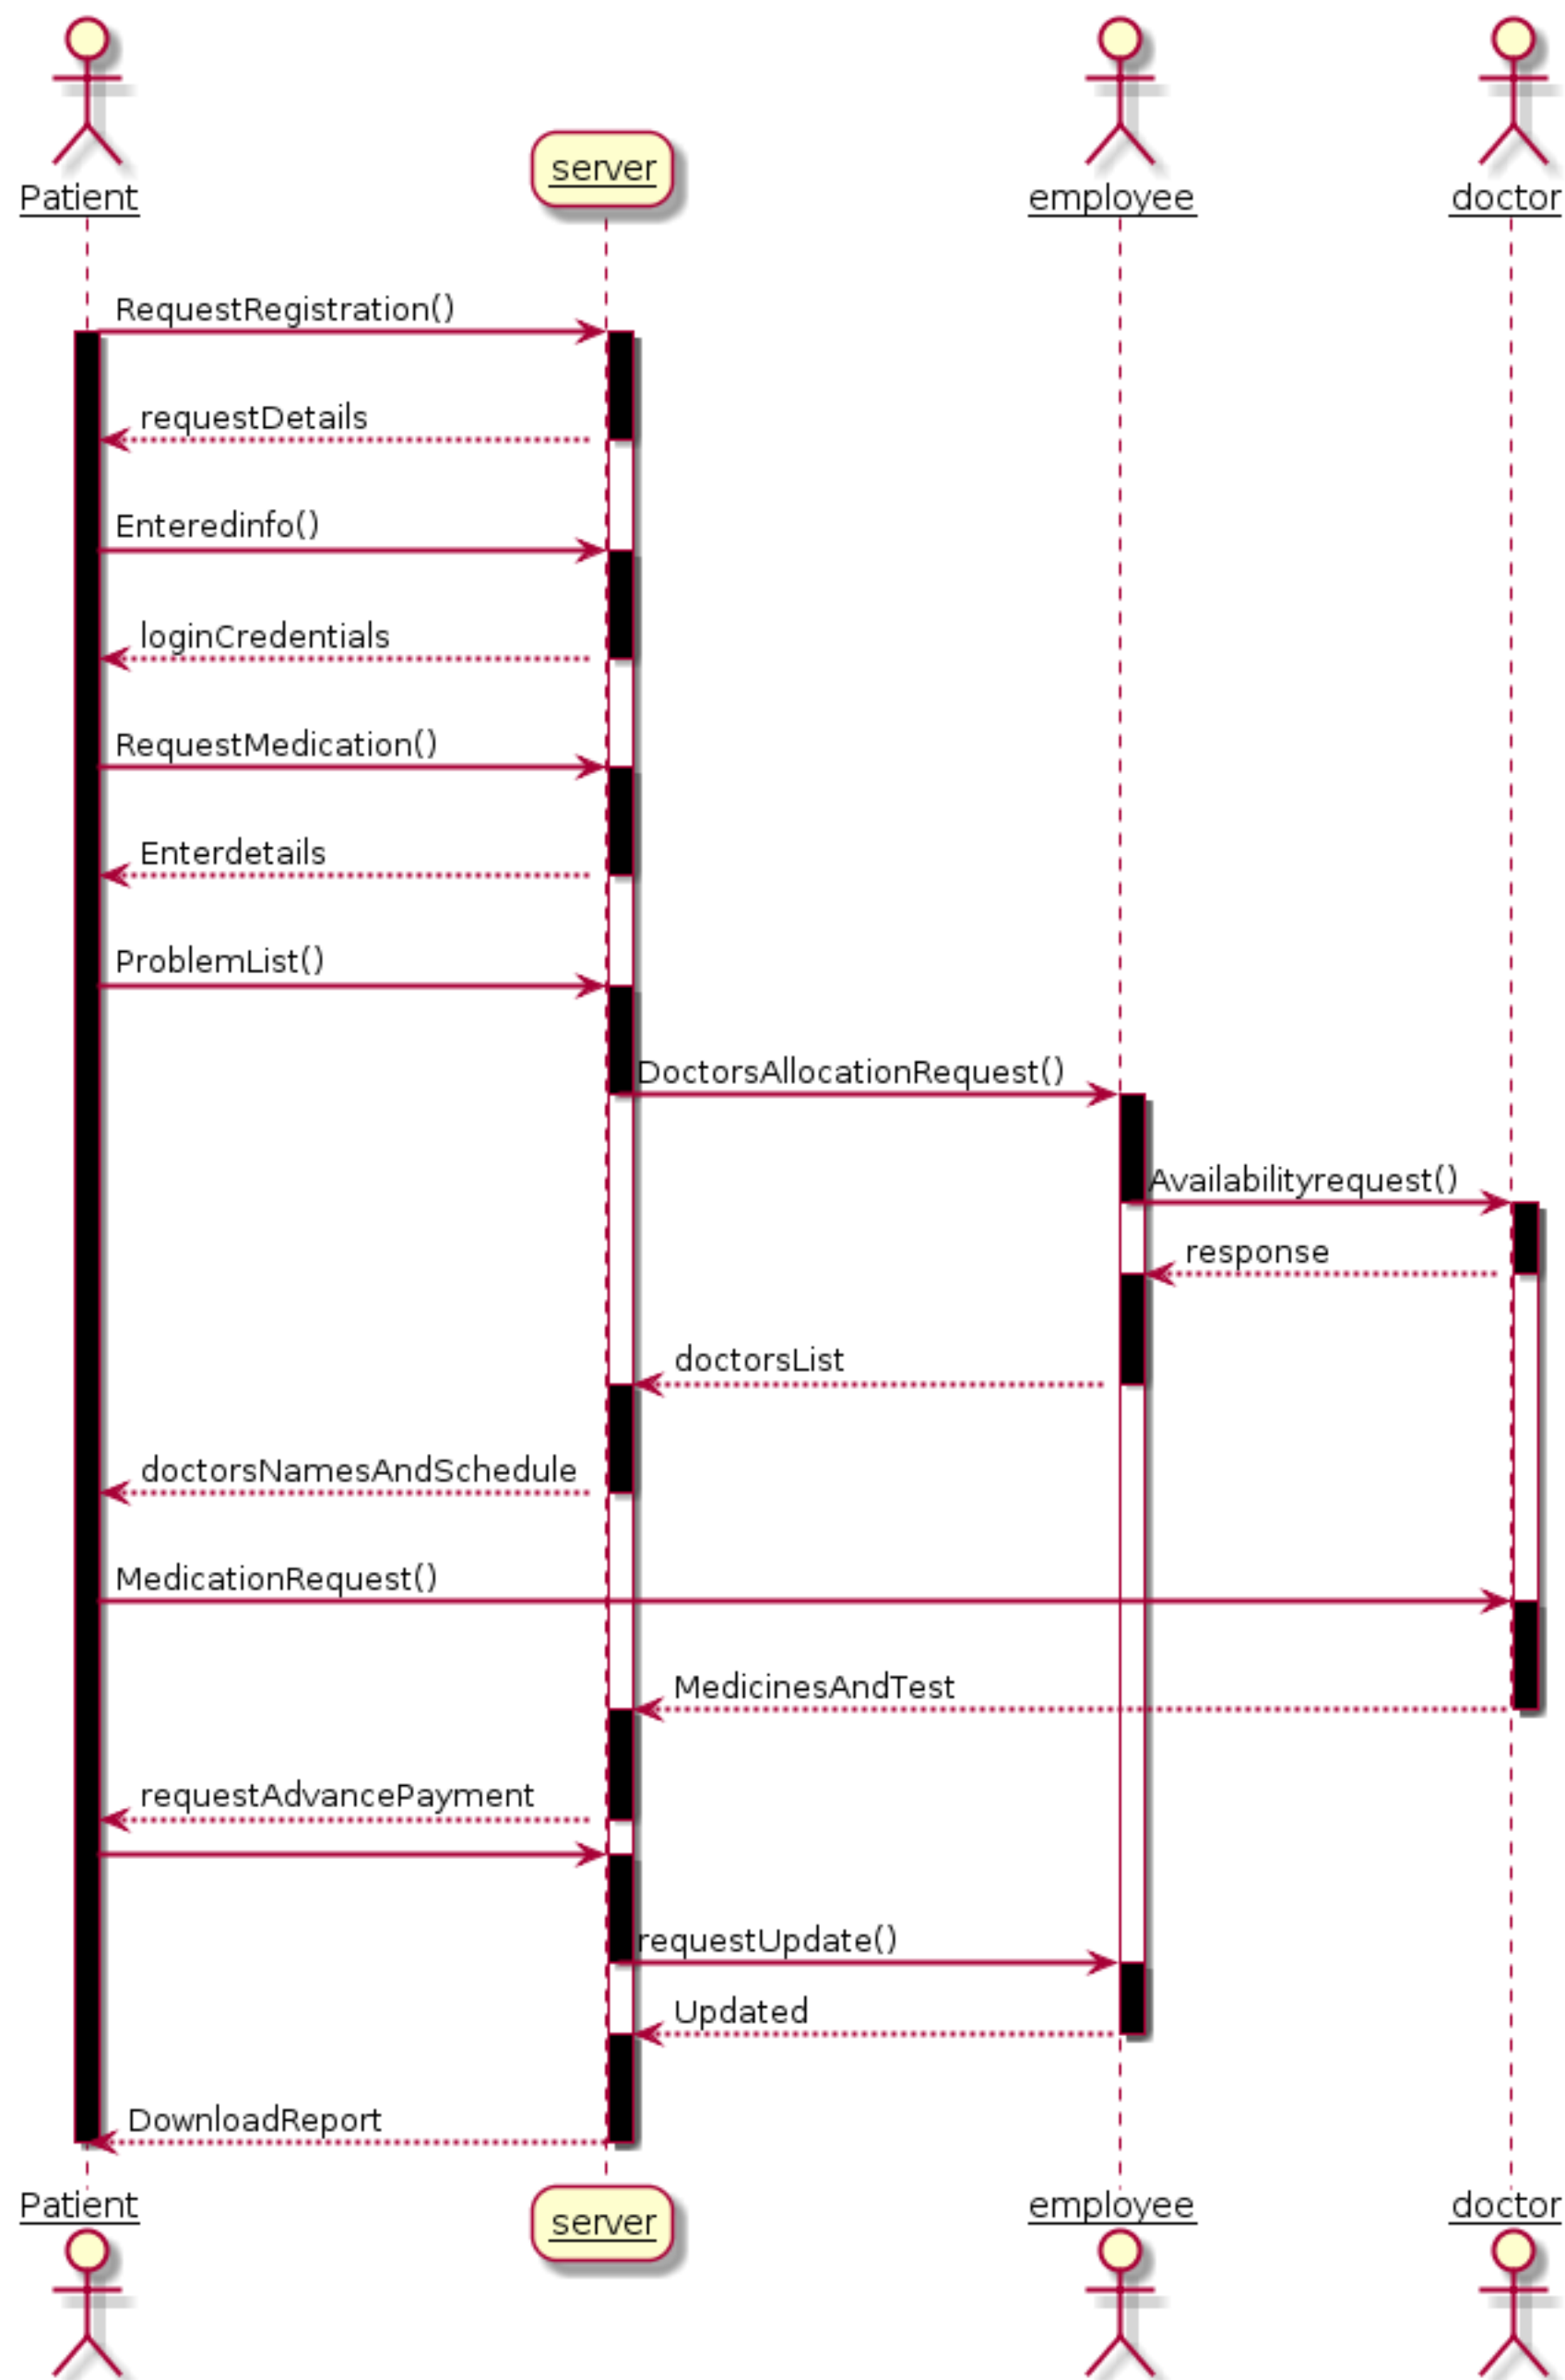 Patient
server
employee
doctor
RequestRegistration()
requestDetails
Enteredinfo()
loginCredentials
RequestMedication()
Enterdetails
ProblemList()
DoctorsAllocationRequest()
Availabilityrequest()
response
doctorsList
doctorsNamesAndSchedule
MedicationRequest()
MedicinesAndTest
requestAdvancePayment
requestUpdate()
Updated
DownloadReport
Patient
server
employee
doctor